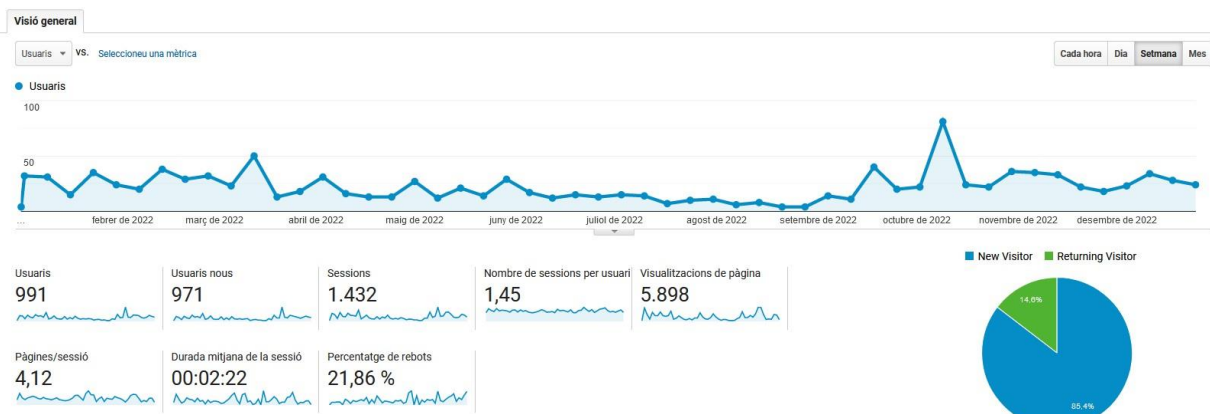 Visió general
Usuaris VS. Seleccioneu una mètrica
Cada hora Dia Setmana Mes
Usuaris
100
50
... febrer de 2022 març de 2022 abril de 2022 maig de 2022 juny de 2022 juliol de 2022 agost de 2022 setembre de 2022 octubre de 2022 novembre de 2022 desembre de 2022
New Visitor Returning Visitor
Usuaris
991
Usuaris nous
971
Sessions
1.432
Nombre de sessions per usuari
1,45
Visualitzacions de pàgina
5.898
Pàgines/sessió
4,12
Durada mitjana de la sessió
00:02:22
Percentatge de rebots
21,86 %
14.6%
85.4%